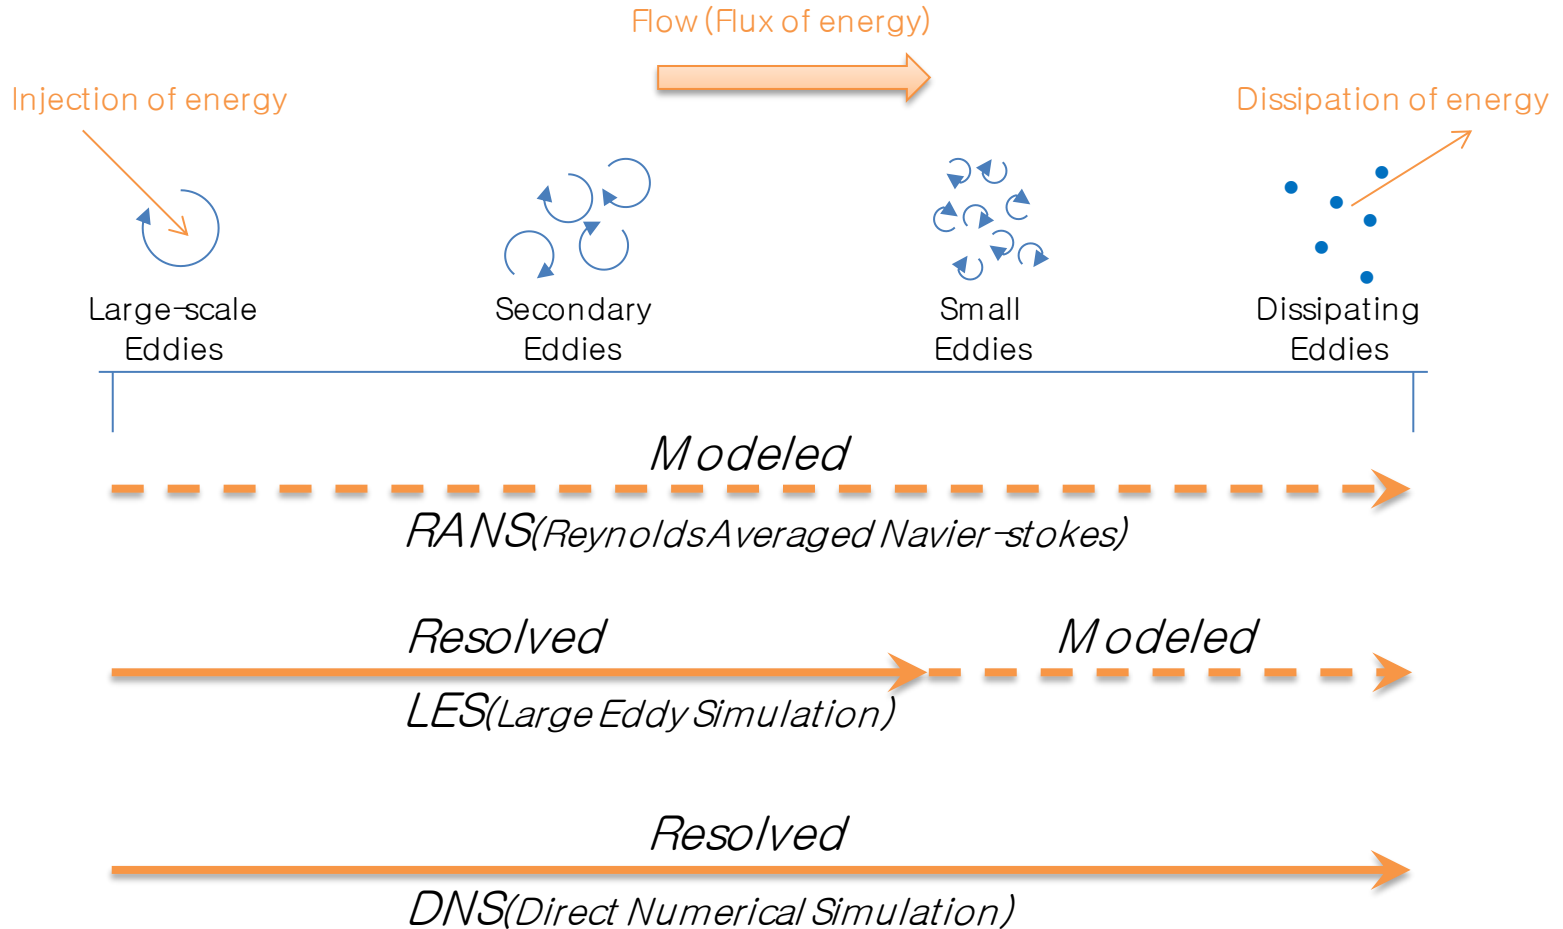 Flow (Flux of energy)
Injection of energy
Dissipation of energy
Large-scale
Eddies
Secondary
Eddies
Small
Eddies
Dissipating
Eddies
Modeled
RANS(Reynolds Averaged Navier-stokes)
Resolved
Modeled
LES(Large Eddy Simulation)
Resolved
DNS(Direct Numerical Simulation)